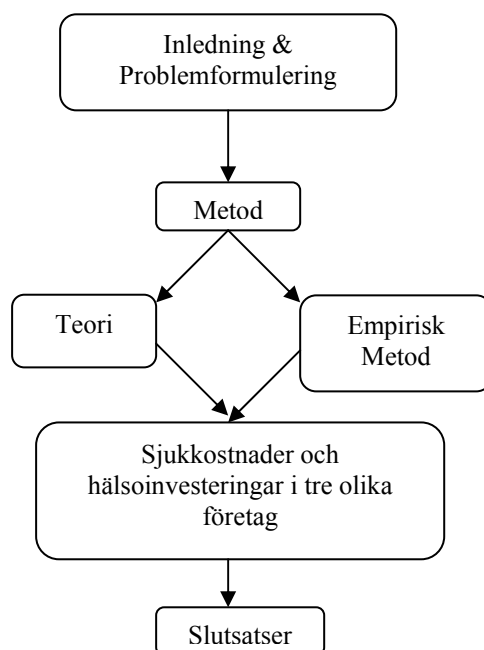 Inledning &
Problemformulering
Metod
Teori
Empirisk
Metod
Sjukkostnader och
hälsoinvesteringar i tre olika
företag
Slutsatser